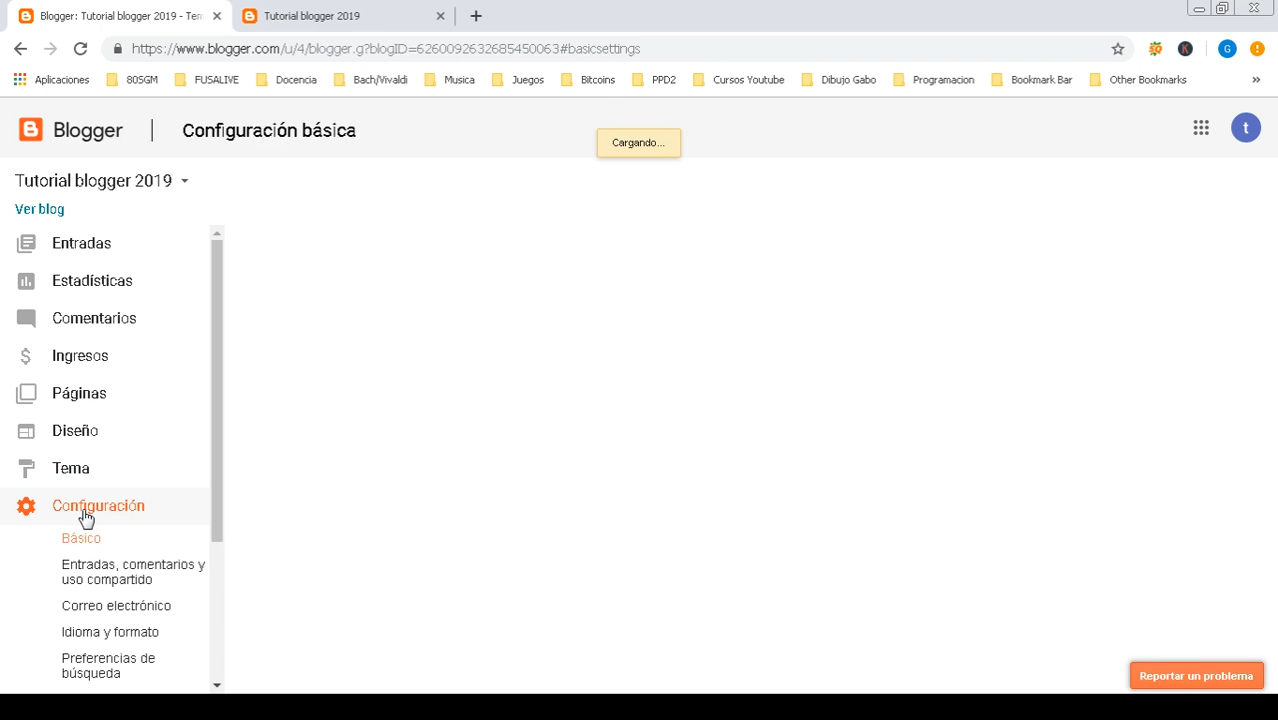 Blogger: Tutorial blogger 2019 - Tem
Tutorial blogger 2019
https://www.blogger.com/u/4/blogger.g?blogID=6260092632685450063#basicsettings
G
Aplicaciones
80SGM
FUSALIVE
Docencia
Bach/Vivaldi
Musica
Juegos
Bitcoins
PPD2
Cursos Youtube
Dibujo Gabo
Programacion
Bookmark Bar
Other Bookmarks
»
Blogger
Configuración básica
Cargando...
t
Tutorial blogger 2019
Ver blog
Entradas
Estadísticas
Comentarios
Ingresos
Páginas
Diseño
Tema
Configuración
Básico
Entradas, comentarios y
uso compartido
Correo electrónico
Idioma y formato
Preferencias de
búsqueda
Reportar un problema